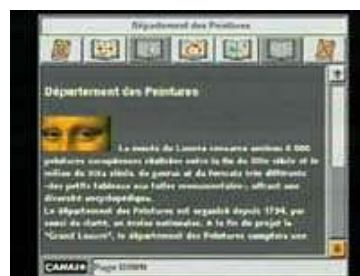 Département des Peintures
Département des Peintures
Le musée du Louvre conserve environ 6 000
peintures européennes réalisées entre la fin du XIIIe siècle et le
milieu du XIXe siècle, de genres et de formats très différents
-des petits tableaux aux toiles monumentales-, offrant une
diversité encyclopédique.
Le département des Peintures est organisé depuis 1794, par
souci de clarté, en écoles nationales. A la fin du projet le
"Grand Louvre", le département des Peintures comptera une
CANAL+
Page DOWN